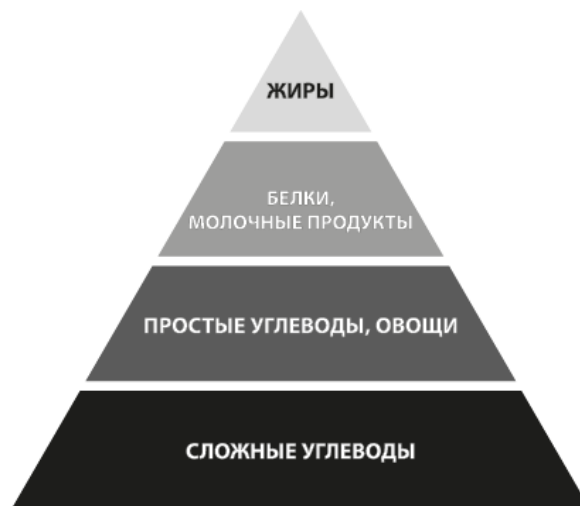 ЖИРЫ
БЕЛКИ,
МОЛОЧНЫЕ ПРОДУКТЫ
ПРОСТЫЕ УГЛЕВОДЫ, ОВОЩИ
СЛОЖНЫЕ УГЛЕВОДЫ